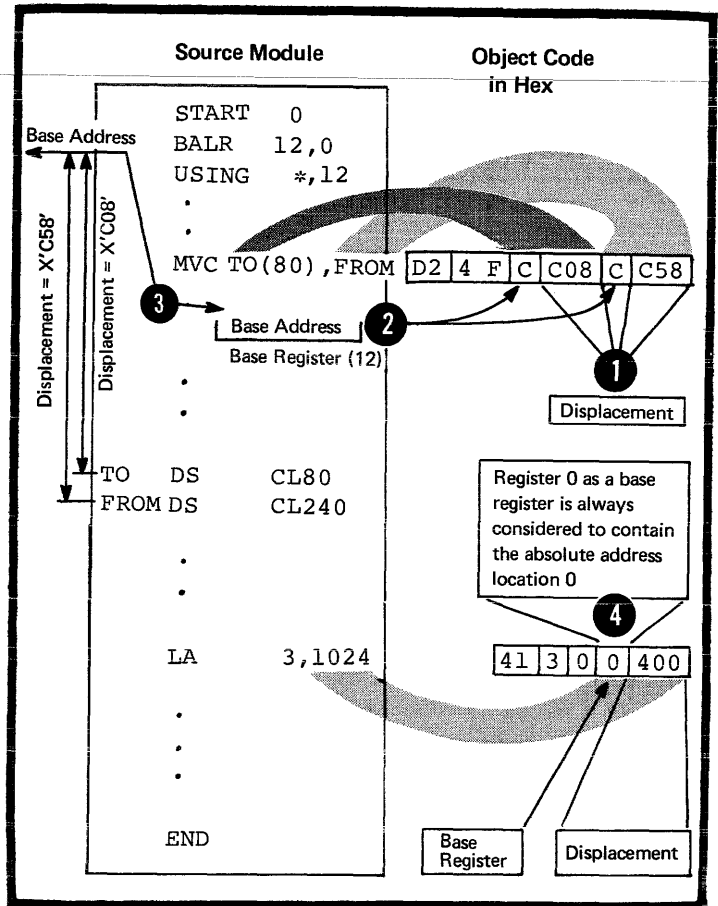 Source Module
Object Code
in Hex
START 0
Base Address
BALR 12,0
USING *,12
MVC TO(80),FROM D2 4 F C C08 C C58
Displacement = X'C58'
Displacement = X'C08'
3
Base Address
2
Base Register (12)
1
Displacement
TO DS CL80
FROM DS CL240
Register 0 as a base
register is always
considered to contain
the absolute address
location 0
4
LA 3,1024 41 3 0 0 400
END
Base
Register
Displacement